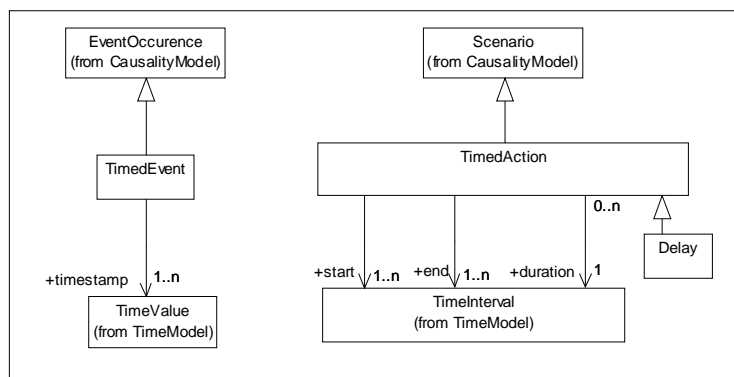 EventOccurence
(from CausalityModel)
Scenario
(from CausalityModel)
TimedEvent
TimedAction
0..n
Delay
+timestamp
1..n
+start
1..n
+end
1..n
+duration
1
TimeValue
(from TimeModel)
TimeInterval
(from TimeModel)